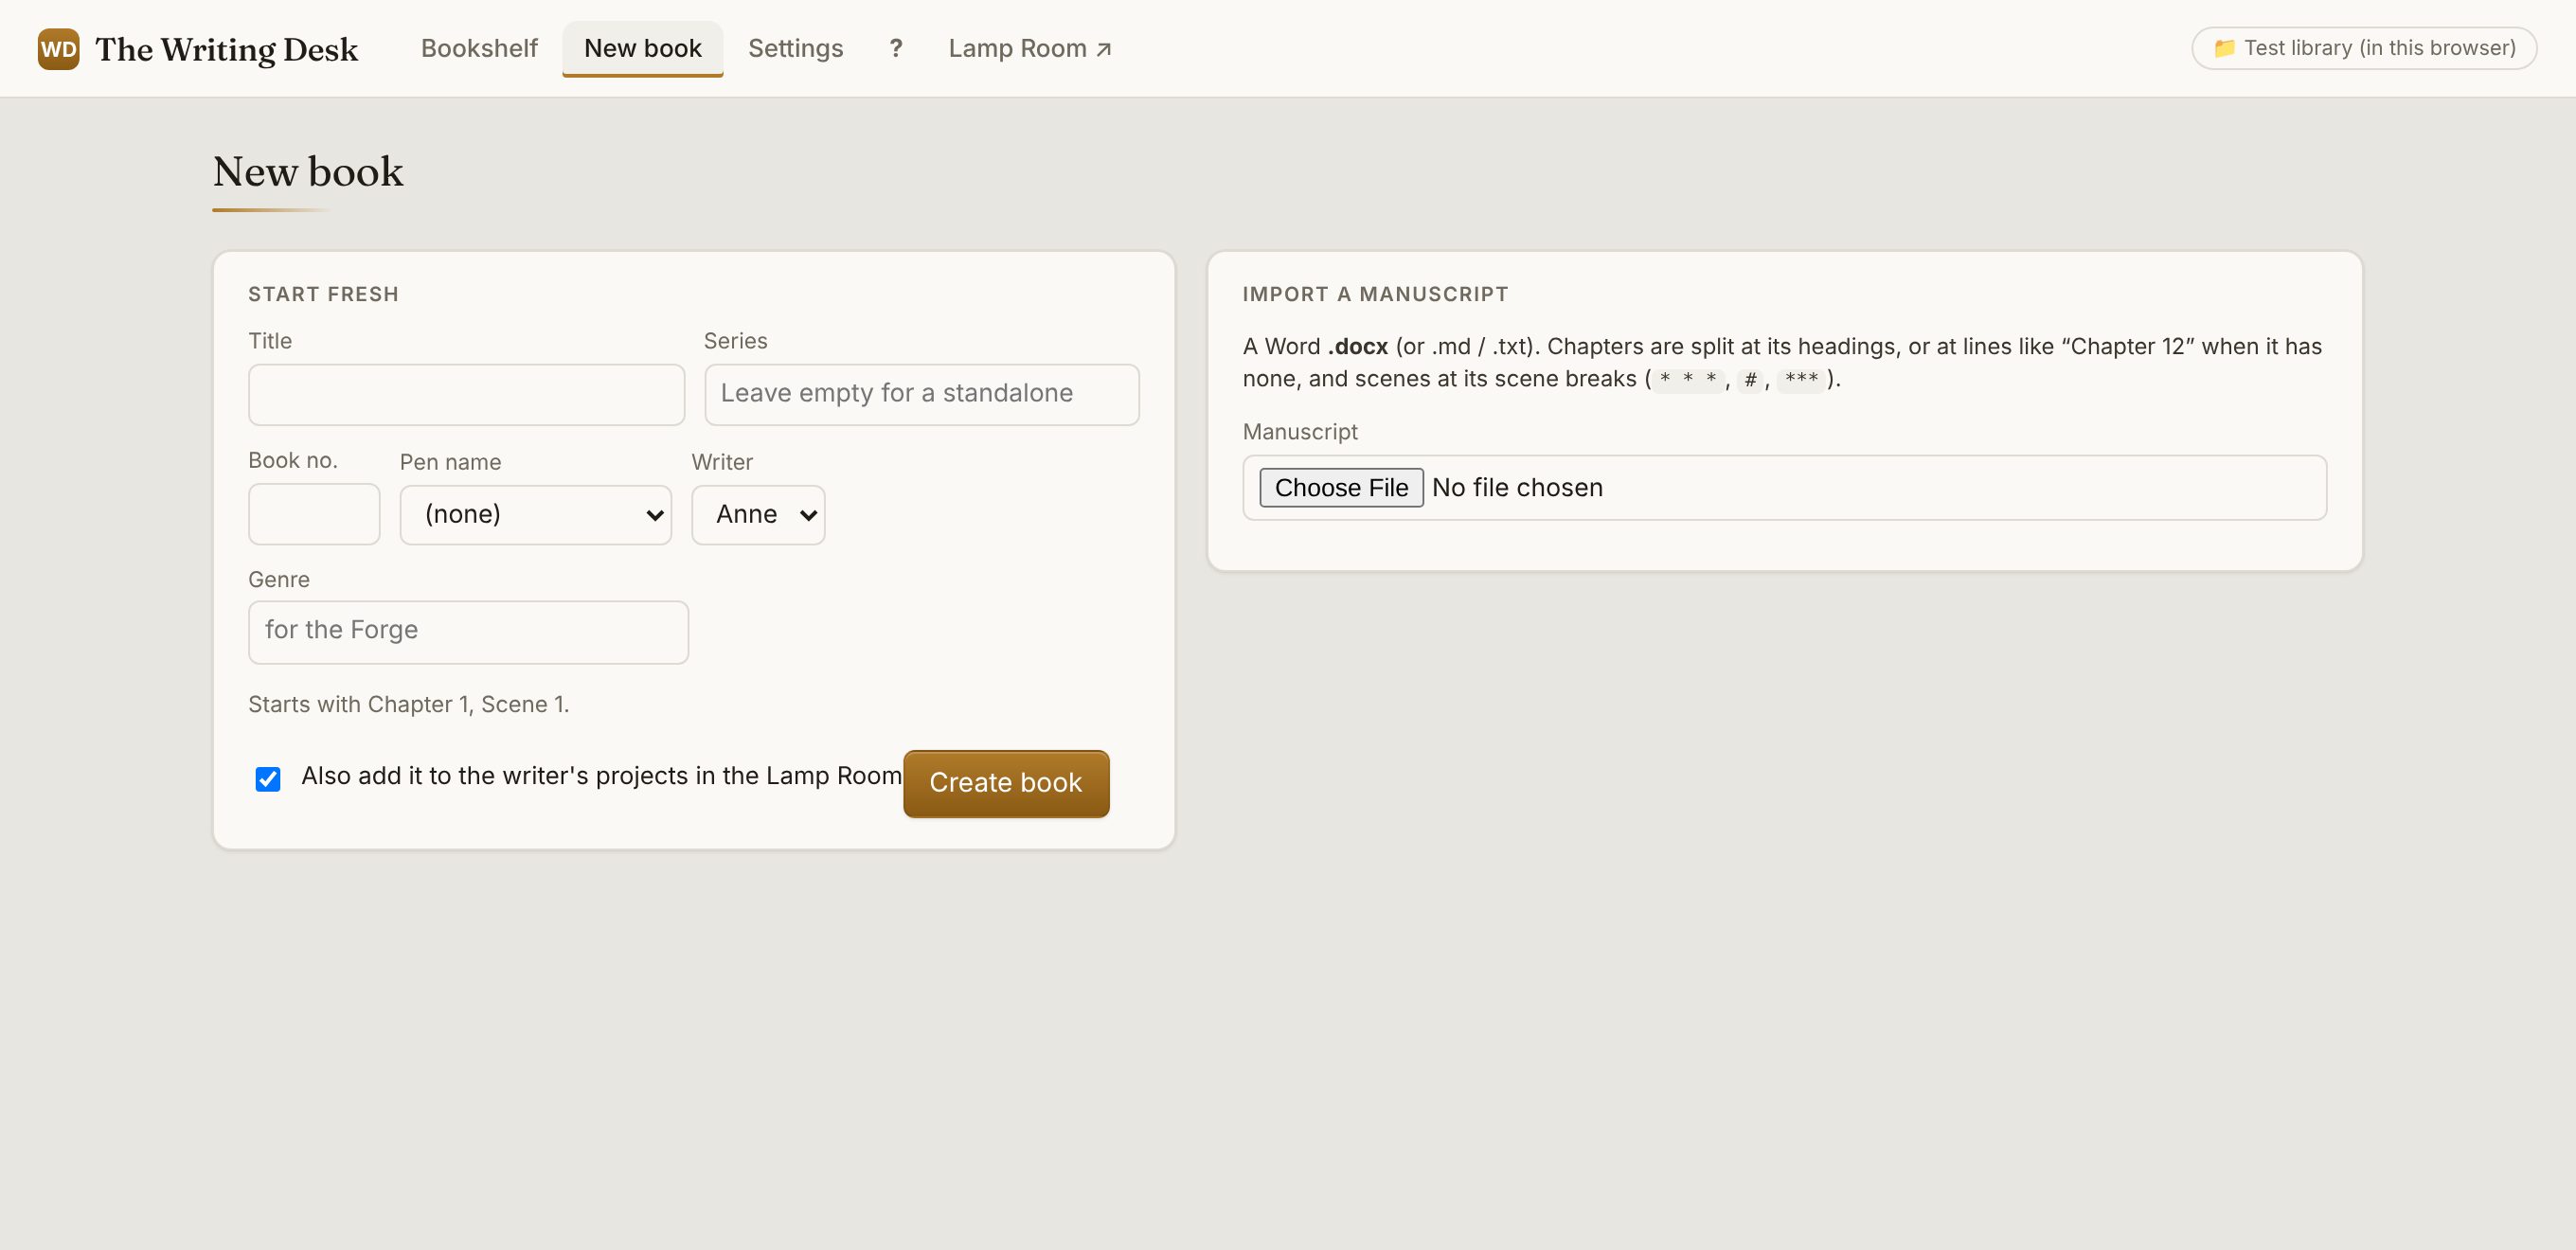 WD The Writing Desk Bookshelf New book Settings ? Lamp Room ↗ 📁 Test library (in this browser)
New book
START FRESH
Title Series
Leave empty for a standalone
Book no. Pen name Writer
(none) Anne
Genre
for the Forge
Starts with Chapter 1, Scene 1.
Also add it to the writer's projects in the Lamp Room Create book
IMPORT A MANUSCRIPT
A Word .docx (or .md / .txt). Chapters are split at its headings, or at lines like “Chapter 12” when it has
none, and scenes at its scene breaks (* * *, #, ***).
Manuscript
Choose File No file chosen